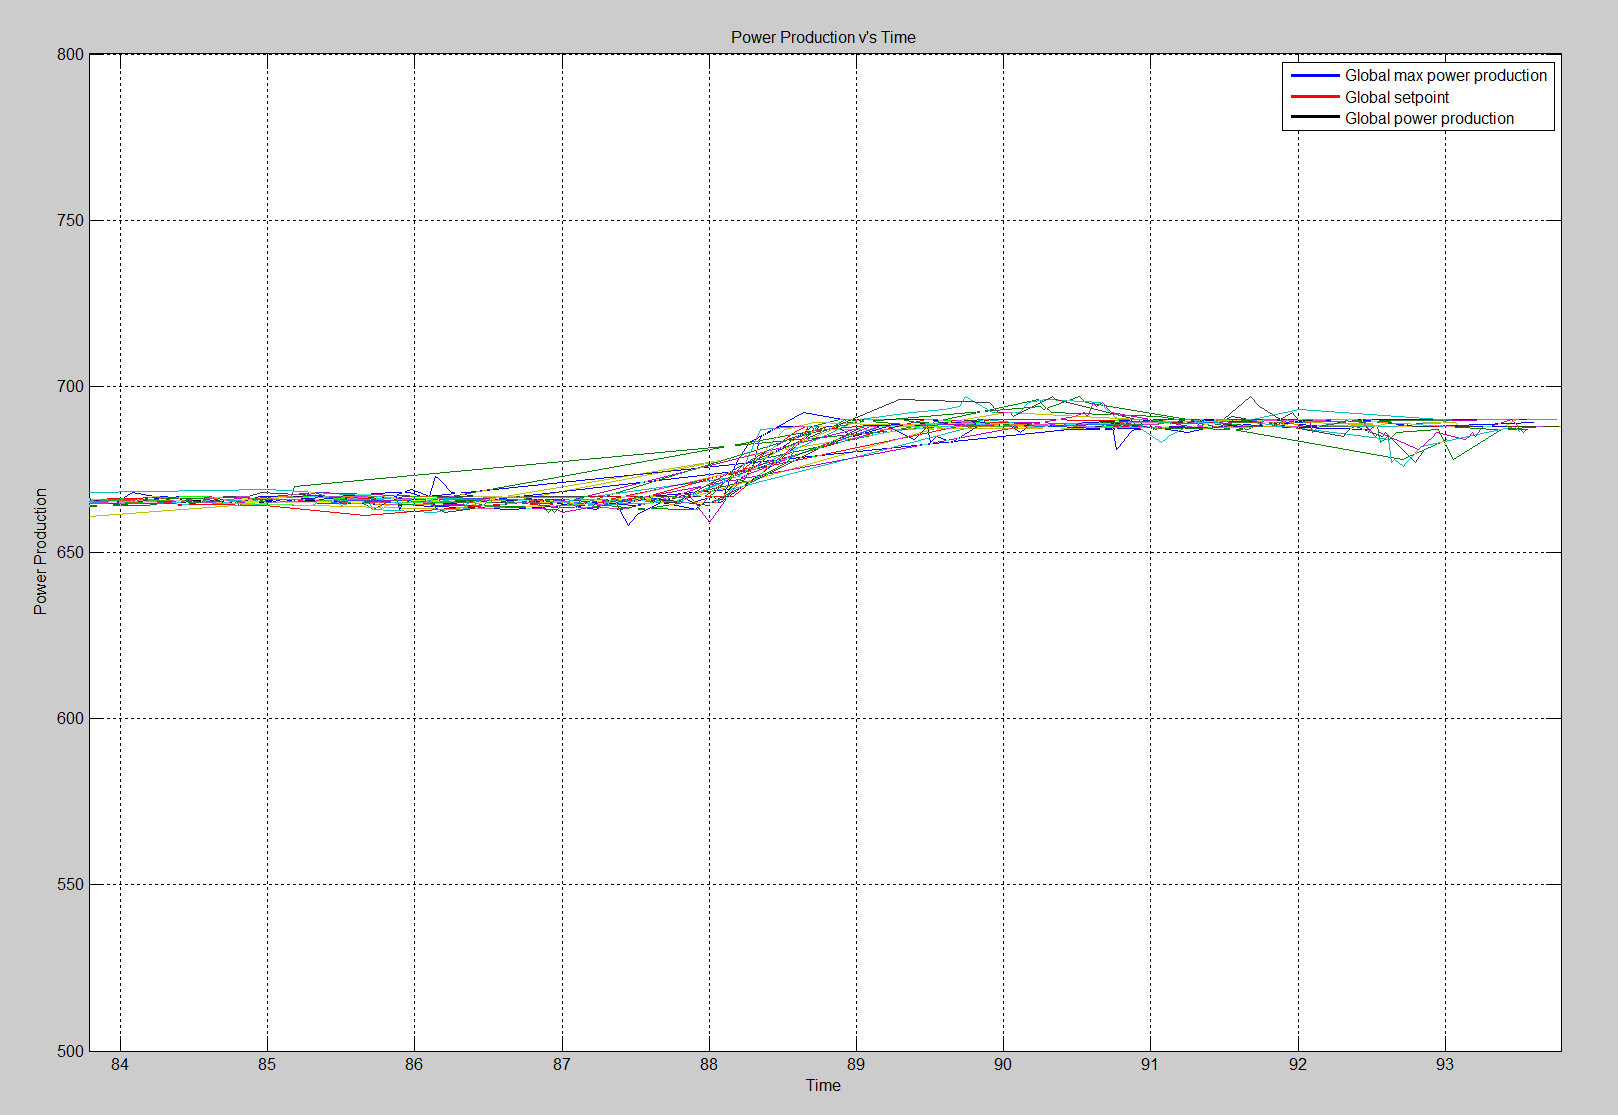 Power Production v's Time
Global max power production
Global setpoint
Global power production
800
750
700
650
600
550
500
Power Production
84 85 86 87 88 89 90 91 92 93
Time